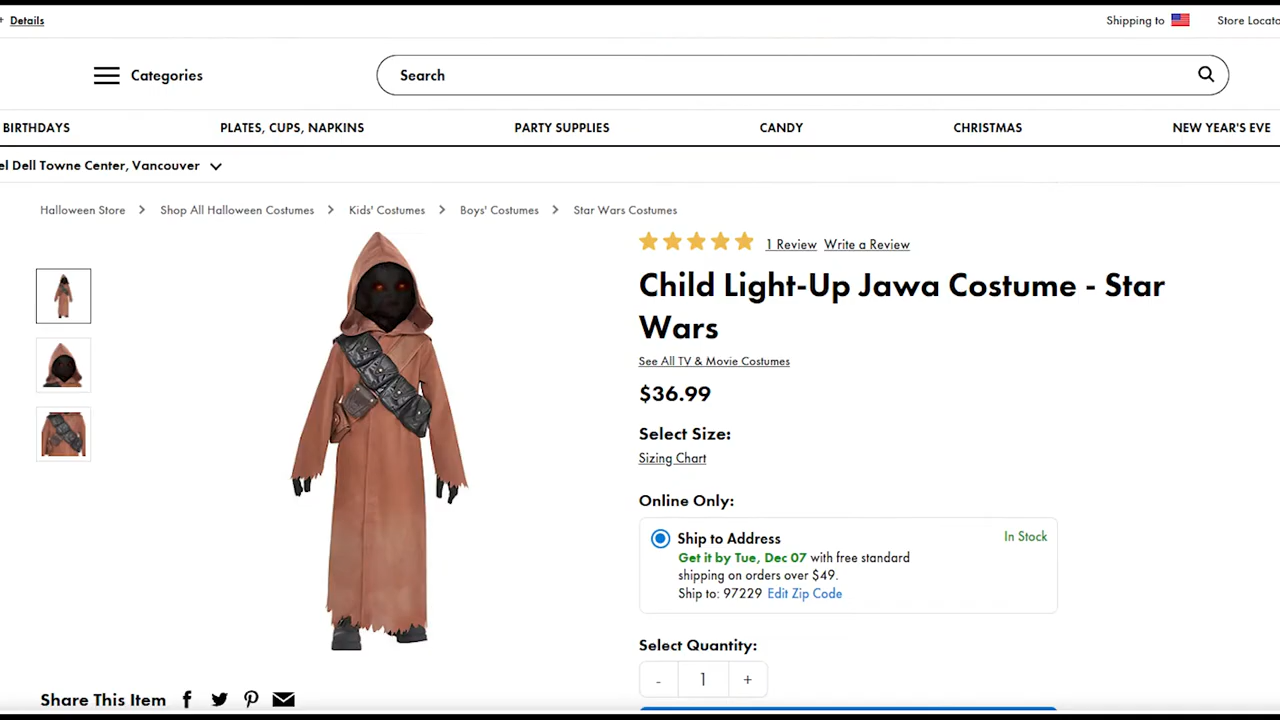 Details
Shipping to
Store Locato
Categories
Search
BIRTHDAYS
PLATES, CUPS, NAPKINS
PARTY SUPPLIES
CANDY
CHRISTMAS
NEW YEAR'S EVE
el Dell Towne Center, Vancouver
Halloween Store > Shop All Halloween Costumes > Kids' Costumes > Boys' Costumes > Star Wars Costumes
1 Review Write a Review
Child Light-Up Jawa Costume - Star
Wars
See All TV & Movie Costumes
$36.99
Select Size:
Sizing Chart
Online Only:
Ship to Address
In Stock
Get it by Tue, Dec 07 with free standard
shipping on orders over $49.
Ship to: 97229 Edit Zip Code
Select Quantity:
- 1 +
Share This Item